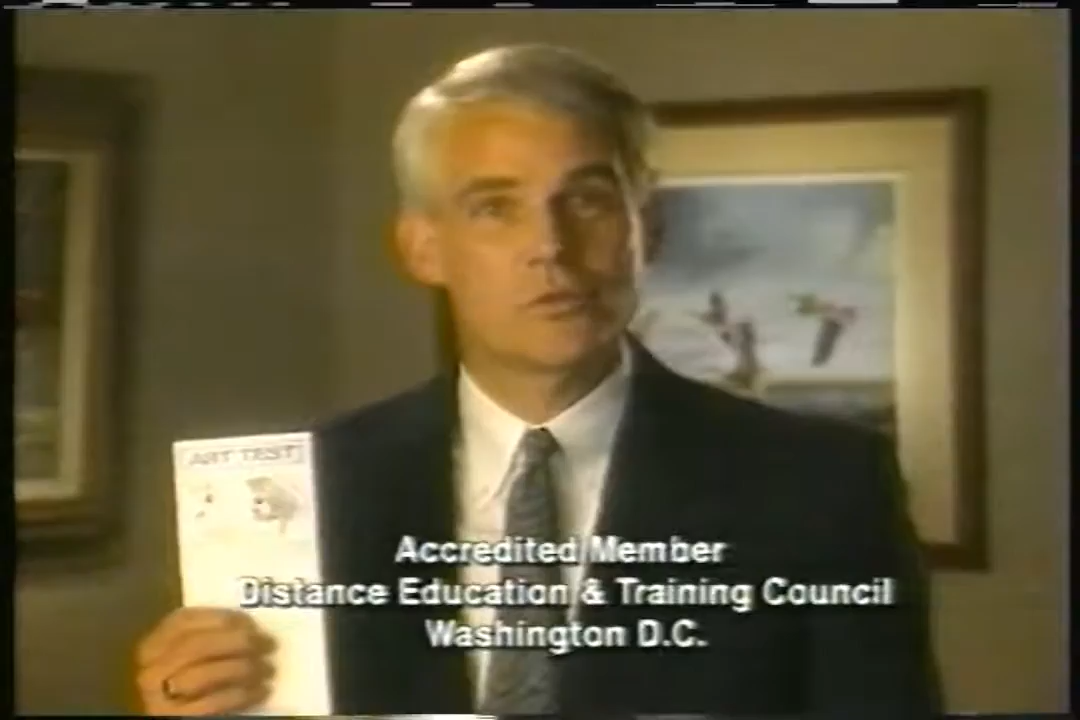 ART TEST
Accredited Member
Distance Education & Training Council
Washington D.C.